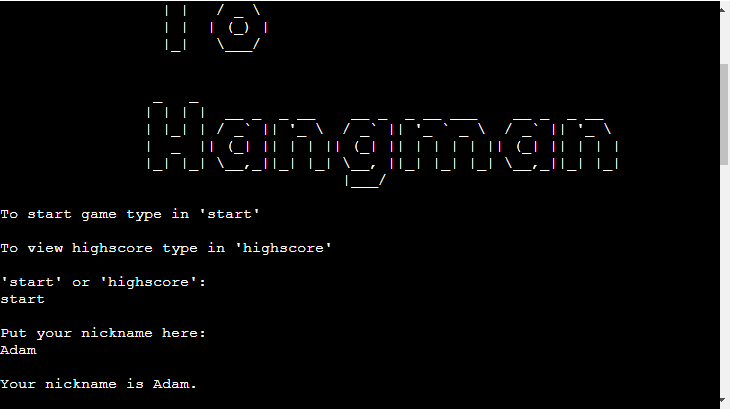 To
Hangman
To start game type in 'start'
To view highscore type in 'highscore'
'start' or 'highscore':
start
Put your nickname here:
Adam
Your nickname is Adam.